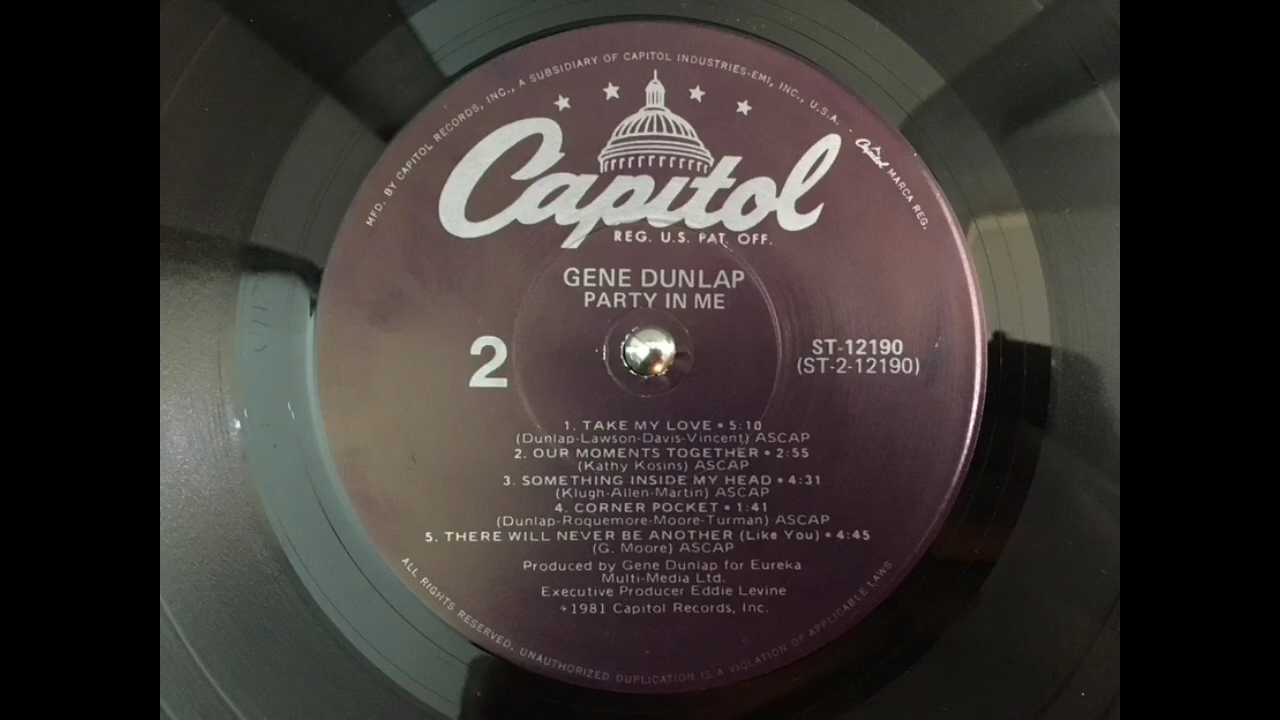 MFD. BY CAPITOL RECORDS, INC., A SUBSIDIARY OF CAPITOL INDUSTRIES-EMI, INC., U.S.A. · Capitol MARCA REG.
Capitol
REG. U.S. PAT. OFF.
GENE DUNLAP
PARTY IN ME
2
ST-12190
(ST-2-12190)
1. TAKE MY LOVE • 5:10
(Dunlap-Lawson-Davis-Vincent) ASCAP
2. OUR MOMENTS TOGETHER • 2:55
(Kathy Kosins) ASCAP
3. SOMETHING INSIDE MY HEAD • 4:31
(Klugh-Allen-Martin) ASCAP
4. CORNER POCKET • 1:41
(Dunlap-Roquemore-Moore-Turman) ASCAP
5. THERE WILL NEVER BE ANOTHER (Like You) • 4:45
(G. Moore) ASCAP
Produced by Gene Dunlap for Eureka
Multi-Media Ltd.
Executive Producer Eddie Levine
℗1981 Capitol Records, Inc.
ALL RIGHTS RESERVED. UNAUTHORIZED DUPLICATION IS A VIOLATION OF APPLICABLE LAWS